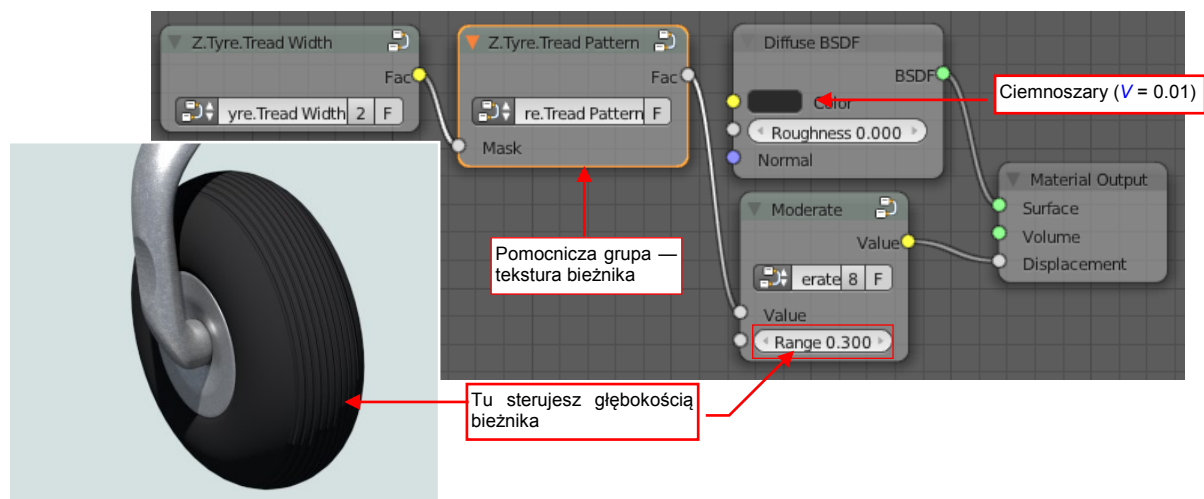 Z.Tyre.Tread Width
Fac
yre.Tread Width 2 F
Z.Tyre.Tread Pattern
Fac
re.Tread Pattern F
Mask
Diffuse BSDF
BSDF
Color
Roughness 0.000
Normal
Ciemnoszary (V = 0.01)
Material Output
Surface
Volume
Displacement
Moderate
Value
erate 8 F
Value
Range 0.300
Pomocnicza grupa —
tekstura bieżnika
Tu sterujesz głębokością
bieżnika